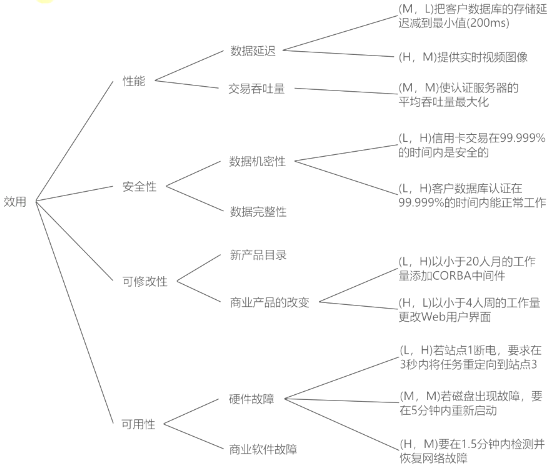 效用
性能
数据延迟
(M，L)把客户数据库的存储延
迟减到最小值(200ms)
(H，M)提供实时视频图像
交易吞吐量
(M，M)使认证服务器的
平均吞吐量最大化
安全性
数据机密性
(L，H)信用卡交易在99.999%
的时间内是安全的
(L，H)客户数据库认证在
99.999%的时间内能正常工作
数据完整性
可修改性
新产品目录
商业产品的改变
(L，H)以小于20人月的工作
量添加CORBA中间件
(H，L)以小于4人周的工作量
更改Web用户界面
可用性
硬件故障
(L，H)若站点1断电，要求在
3秒内将任务重定向到站点3
(M，M)若磁盘出现故障，要
在5分钟内重新启动
(H，M)要在1.5分钟内检测并
恢复网络故障
商业软件故障